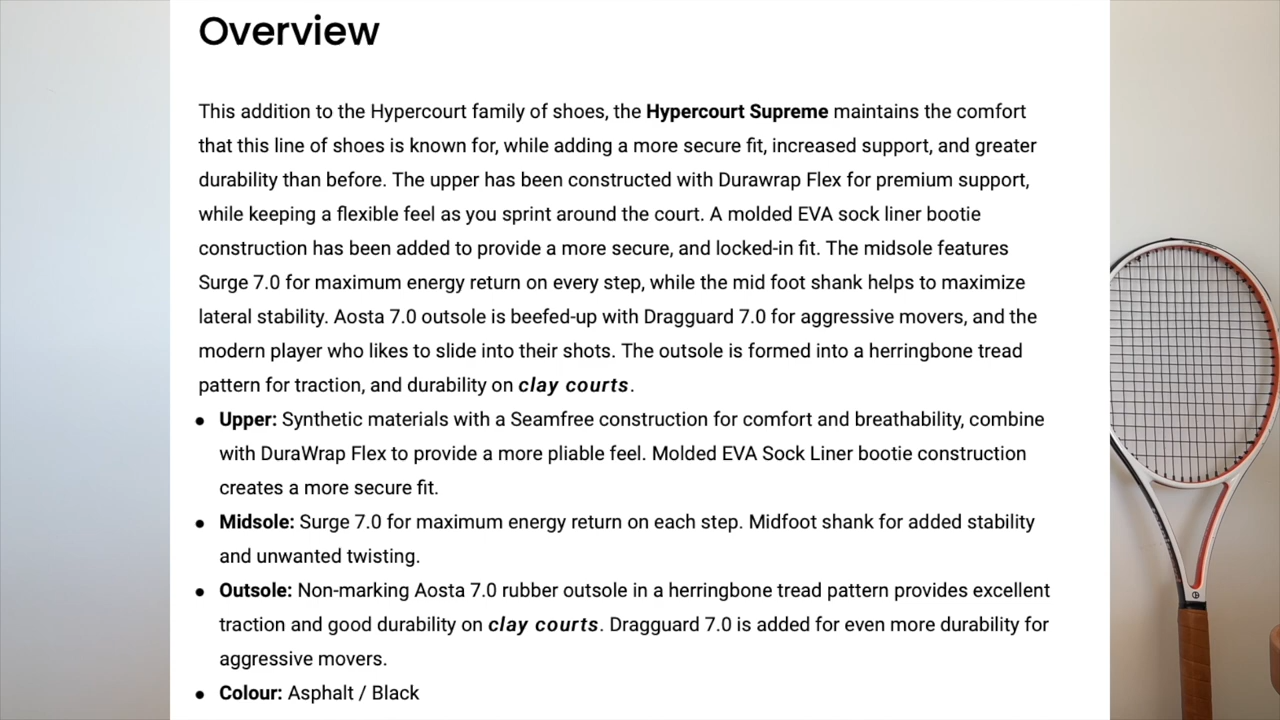 Overview
This addition to the Hypercourt family of shoes, the Hypercourt Supreme maintains the comfort
that this line of shoes is known for, while adding a more secure fit, increased support, and greater
durability than before. The upper has been constructed with Durawrap Flex for premium support,
while keeping a flexible feel as you sprint around the court. A molded EVA sock liner bootie
construction has been added to provide a more secure, and locked-in fit. The midsole features
Surge 7.0 for maximum energy return on every step, while the mid foot shank helps to maximize
lateral stability. Aosta 7.0 outsole is beefed-up with Dragguard 7.0 for aggressive movers, and the
modern player who likes to slide into their shots. The outsole is formed into a herringbone tread
pattern for traction, and durability on clay courts.
● Upper: Synthetic materials with a Seamfree construction for comfort and breathability, combine
with DuraWrap Flex to provide a more pliable feel. Molded EVA Sock Liner bootie construction
creates a more secure fit.
● Midsole: Surge 7.0 for maximum energy return on each step. Midfoot shank for added stability
and unwanted twisting.
● Outsole: Non-marking Aosta 7.0 rubber outsole in a herringbone tread pattern provides excellent
traction and good durability on clay courts. Dragguard 7.0 is added for even more durability for
aggressive movers.
● Colour: Asphalt / Black